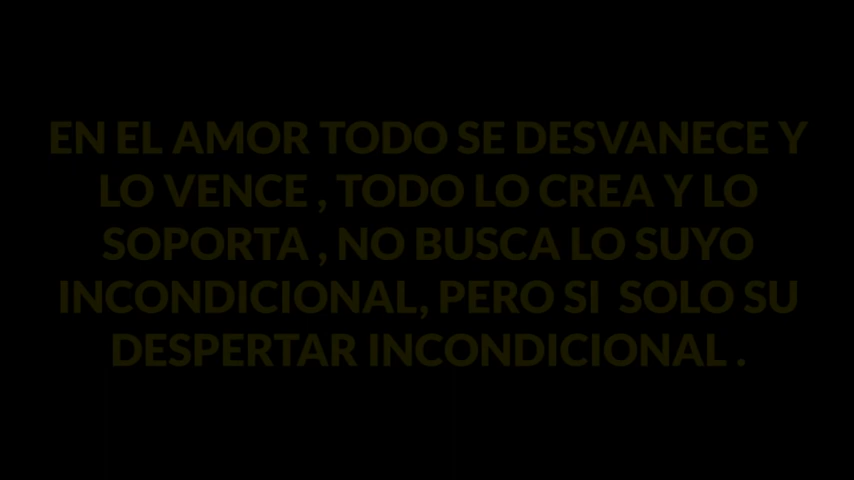 EN EL AMOR TODO SE DESVANECE Y
LO VENCE , TODO LO CREA Y LO
SOPORTA , NO BUSCA LO SUYO
INCONDICIONAL, PERO SI  SOLO SU
DESPERTAR INCONDICIONAL .